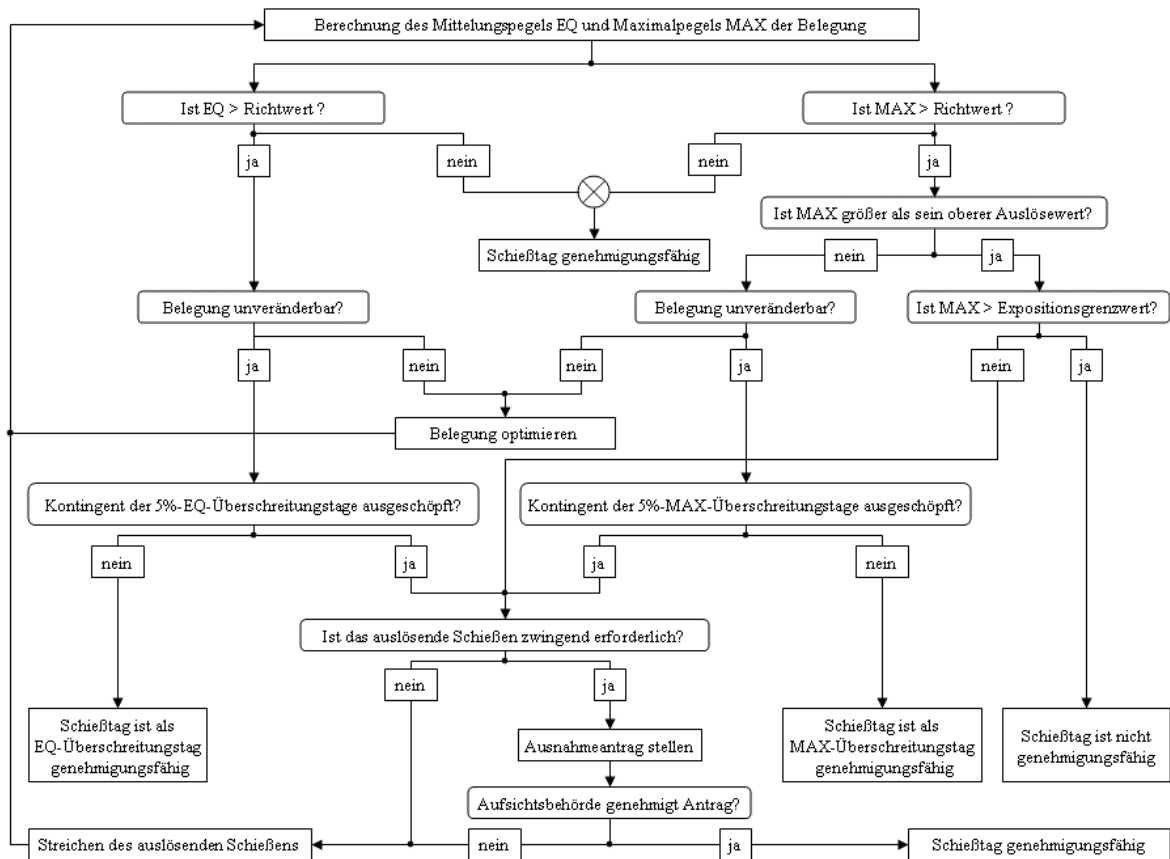 Berechnung des Mittelungspegels EQ und Maximalpegels MAX der Belegung
Ist EQ > Richtwert ?
Ist MAX > Richtwert ?
ja
nein
nein
ja
Ist MAX größer als sein oberer Auslösewert?
Schießtag genehmigungsfähig
nein
ja
Belegung unveränderbar?
Belegung unveränderbar?
Ist MAX > Expositionsgrenzwert?
ja
nein
nein
ja
nein
ja
Belegung optimieren
Kontingent der 5%-EQ-Überschreitungstage ausgeschöpft?
Kontingent der 5%-MAX-Überschreitungstage ausgeschöpft?
nein
ja
ja
nein
Ist das auslösende Schießen zwingend erforderlich?
nein
ja
Schießtag ist als
EQ-Überschreitungstag
genehmigungsfähig
Ausnahmeantrag stellen
Schießtag ist als
MAX-Überschreitungstag
genehmigungsfähig
Schießtag ist nicht
genehmigungsfähig
Aufsichtsbehörde genehmigt Antrag?
Streichen des auslösenden Schießens
nein
ja
Schießtag genehmigungsfähig